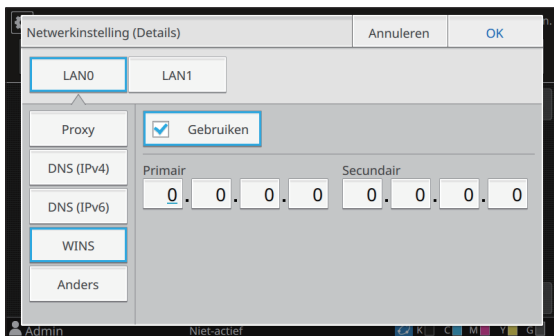 Netwerkinstelling (Details)
Annuleren
OK
LAN0
LAN1
Proxy
DNS (IPv4)
DNS (IPv6)
WINS
Anders
Gebruiken
Primair
Secundair
0. 0. 0. 0
0. 0. 0. 0
Admin
Niet-actief
K C M Y G